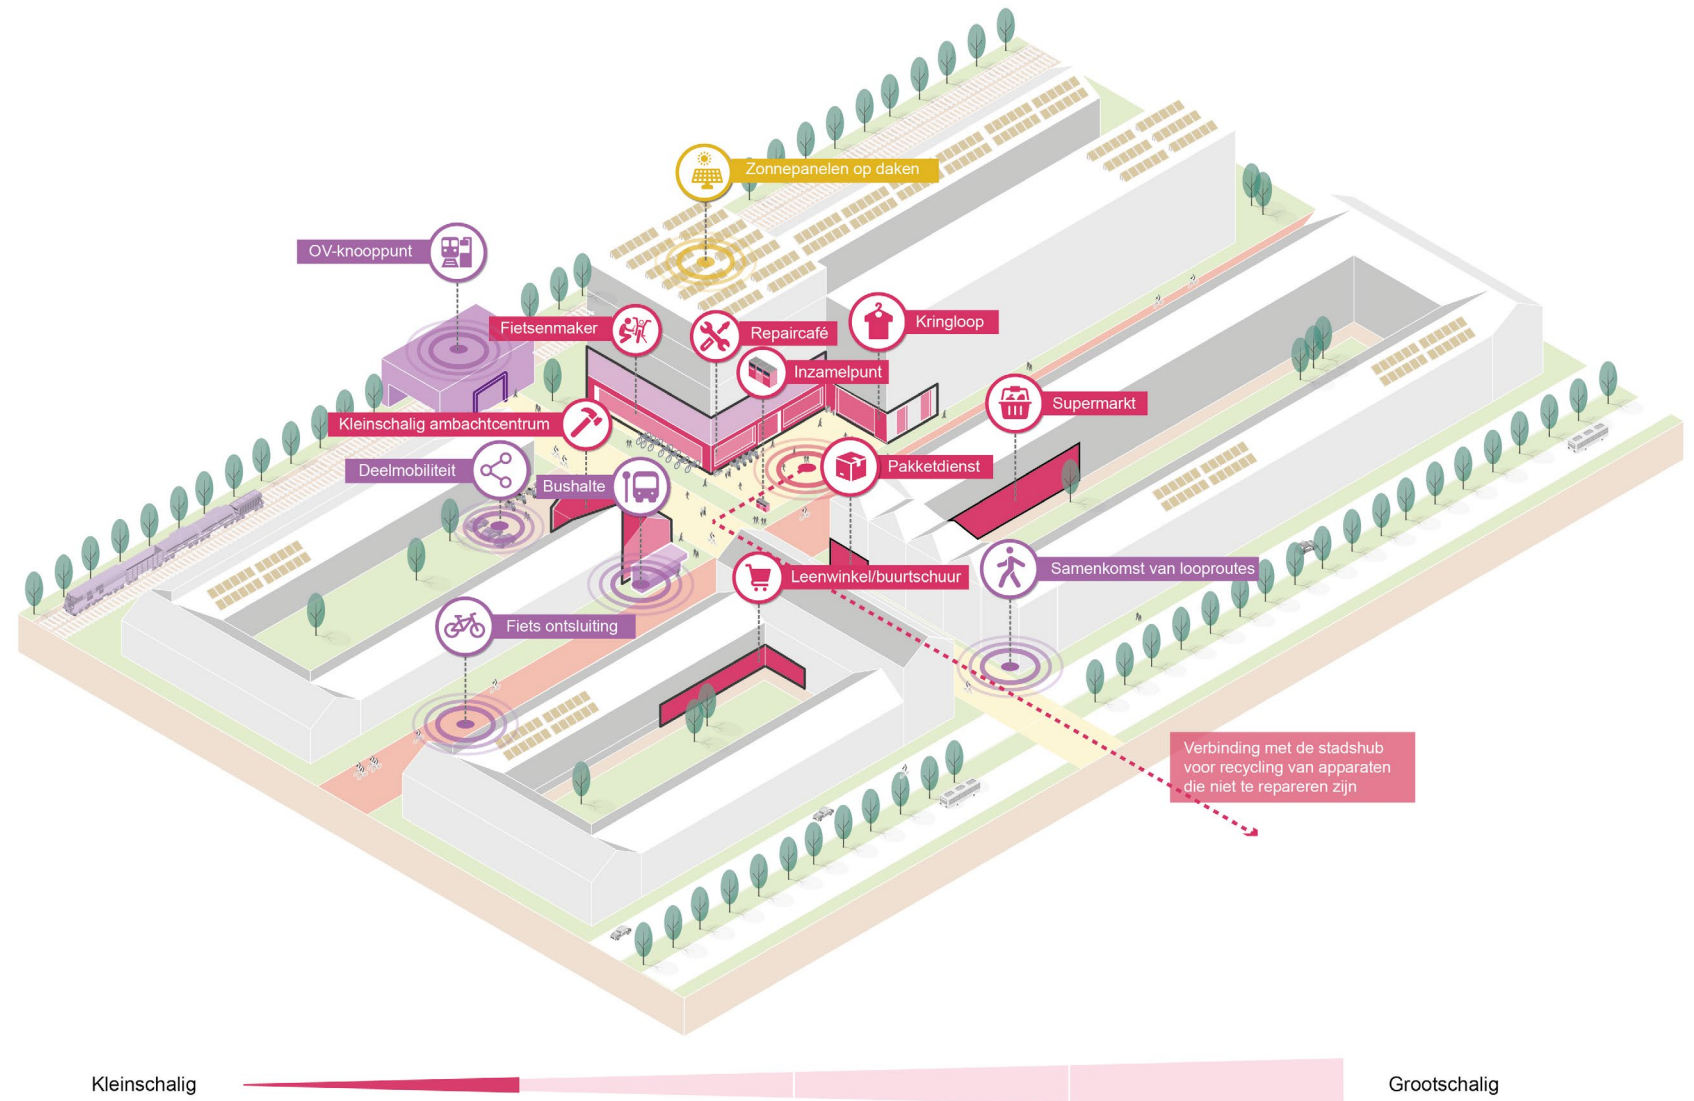 Zonnepanelen op daken
OV-knooppunt
Fietsenmaker
Repaircafé
Kringloop
Inzamelpunt
Supermarkt
Kleinschalig ambachtcentrum
Deelmobiliteit
Bushalte
Pakketdienst
Leenwinkel/buurtschuur
Samenkomst van looproutes
Fiets ontsluiting
Verbinding met de stadshub
voor recycling van apparaten
die niet te repareren zijn
Kleinschalig
Grootschalig